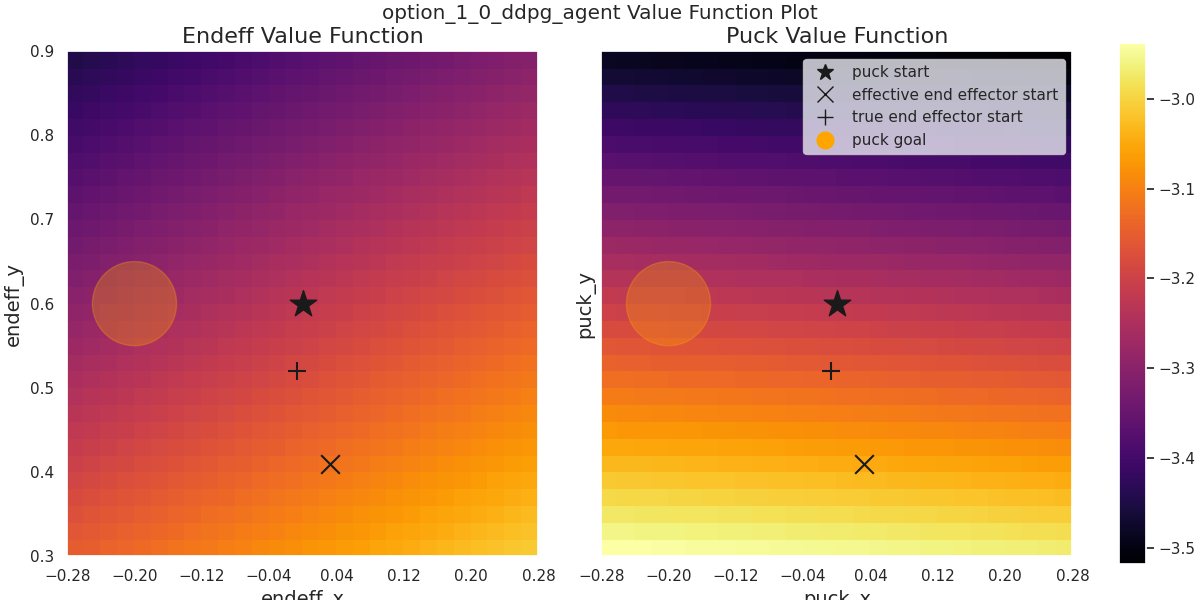 option_1_0_ddpg_agent Value Function Plot
Endeff Value Function
Puck Value Function
puck start
effective end effector start
true end effector start
puck goal
0.9
0.8
0.7
0.6
0.5
0.4
0.3
endeff_y
puck_y
−0.28 −0.20 −0.12 −0.04 0.04 0.12 0.20 0.28
−0.28 −0.20 −0.12 −0.04 0.04 0.12 0.20 0.28
endeff_x
puck_x
−3.0
−3.1
−3.2
−3.3
−3.4
−3.5